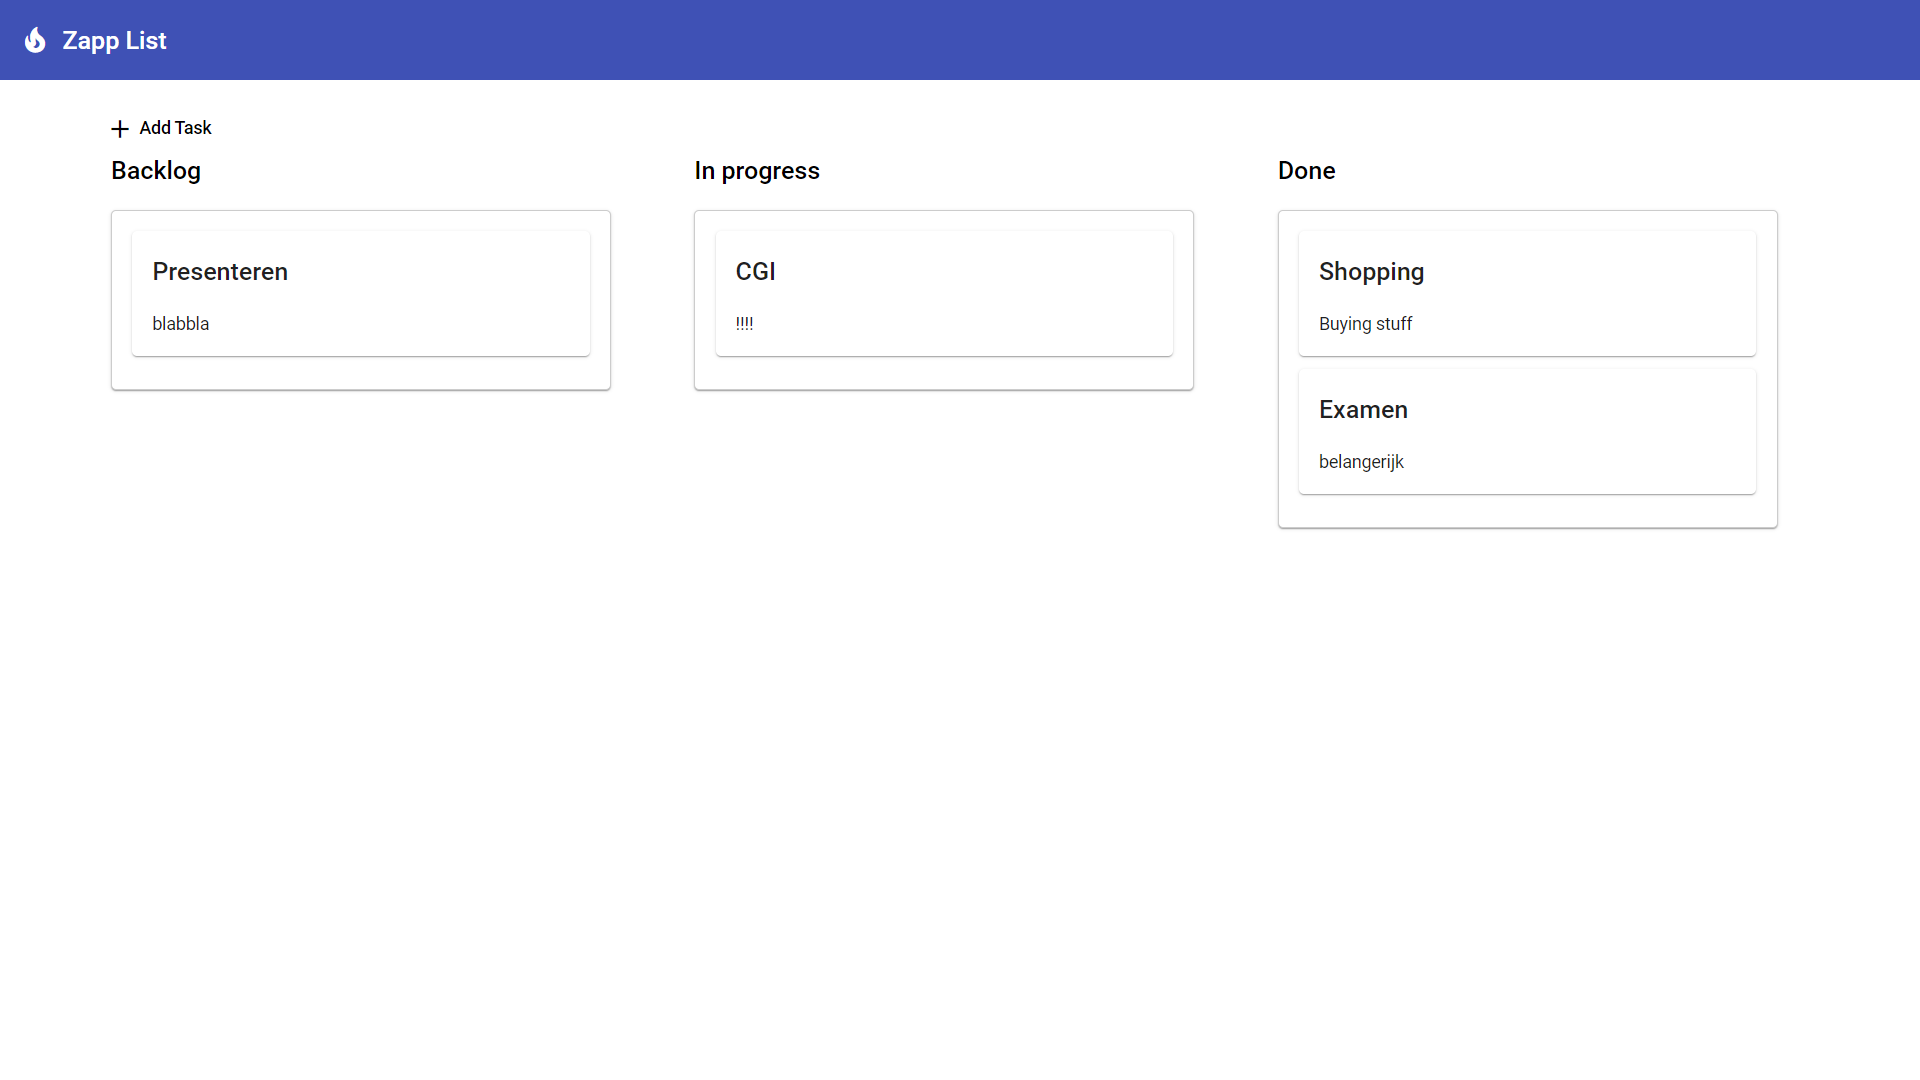 Zapp List
Add Task
Backlog
Presenteren
blabbla
In progress
CGI
!!!!
Done
Shopping
Buying stuff
Examen
belangerijk